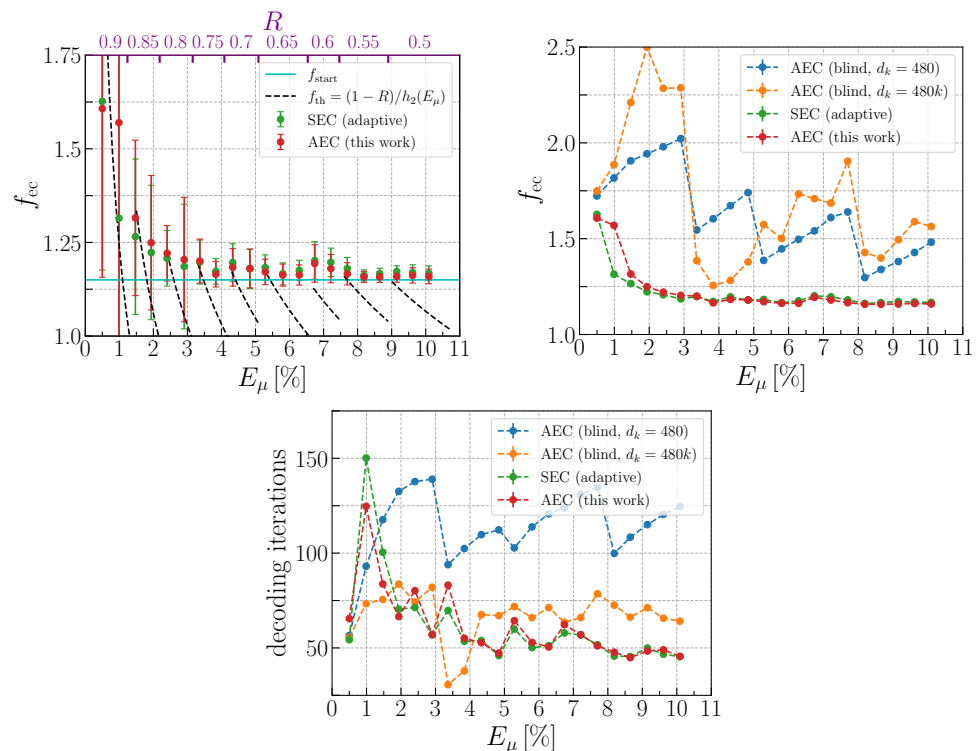 R
0.9 0.85 0.8 0.75 0.7 0.65 0.6 0.55 0.5
1.75
1.50
1.25
1.0
f_ec
f_start
f_th = (1 − R)/h_2(E_μ)
SEC (adaptive)
AEC (this work)
0 1 2 3 4 5 6 7 8 9 10 11
E_μ [%]
2.5
2.0
1.5
1.0
f_ec
AEC (blind, d_k = 480)
AEC (blind, d_k = 480k)
SEC (adaptive)
AEC (this work)
0 1 2 3 4 5 6 7 8 9 10 11
E_μ [%]
150
100
50
decoding iterations
AEC (blind, d_k = 480)
AEC (blind, d_k = 480k)
SEC (adaptive)
AEC (this work)
0 1 2 3 4 5 6 7 8 9 10 11
E_μ [%]